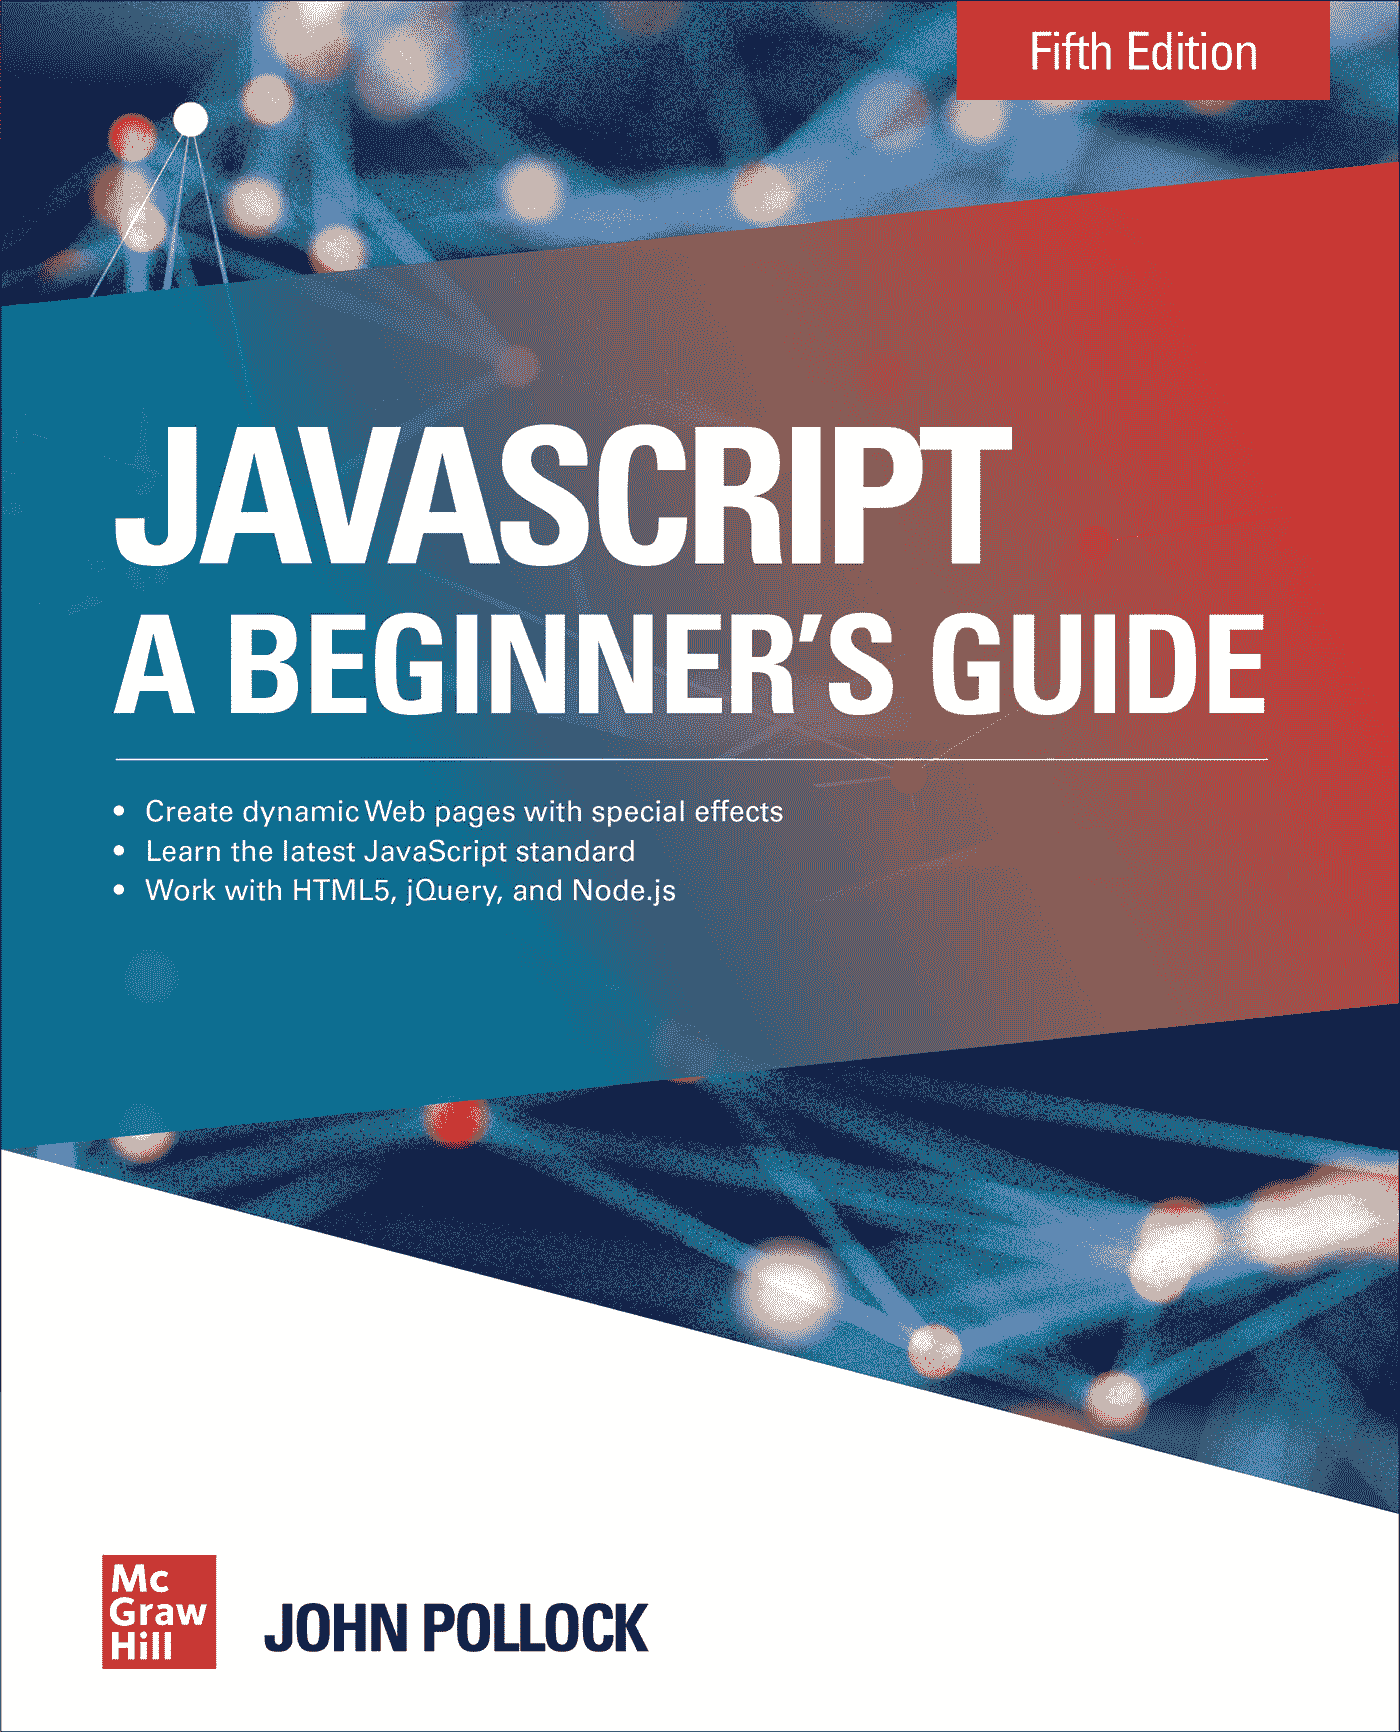 Fifth Edition
JAVASCRIPT
A BEGINNER’S GUIDE
• Create dynamic Web pages with special effects
• Learn the latest JavaScript standard
• Work with HTML5, jQuery, and Node.js
Mc
Graw
Hill
JOHN POLLOCK